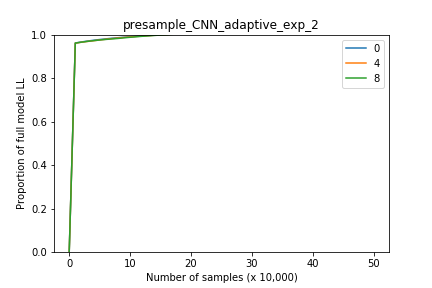 presample_CNN_adaptive_exp_2
1.0
0
4
8
0.8
0.6
0.4
0.2
0.0
Proportion of full model LL
0 10 20 30 40 50
Number of samples (x 10,000)